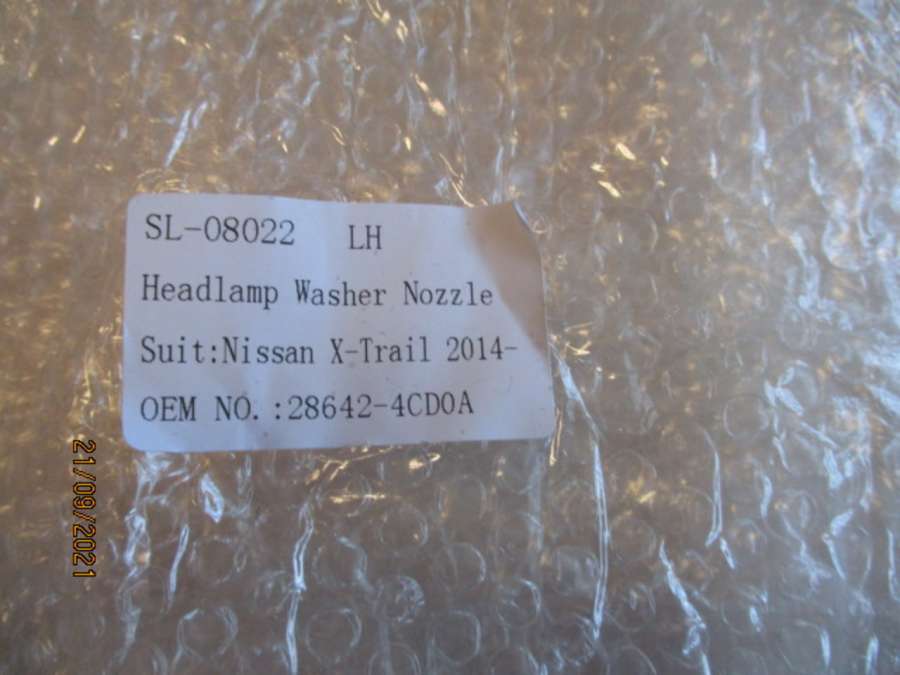 SL-08022 LH
Headlamp Washer Nozzle
Suit:Nissan X-Trail 2014-
OEM NO.:28642-4CD0A
21/09/2021